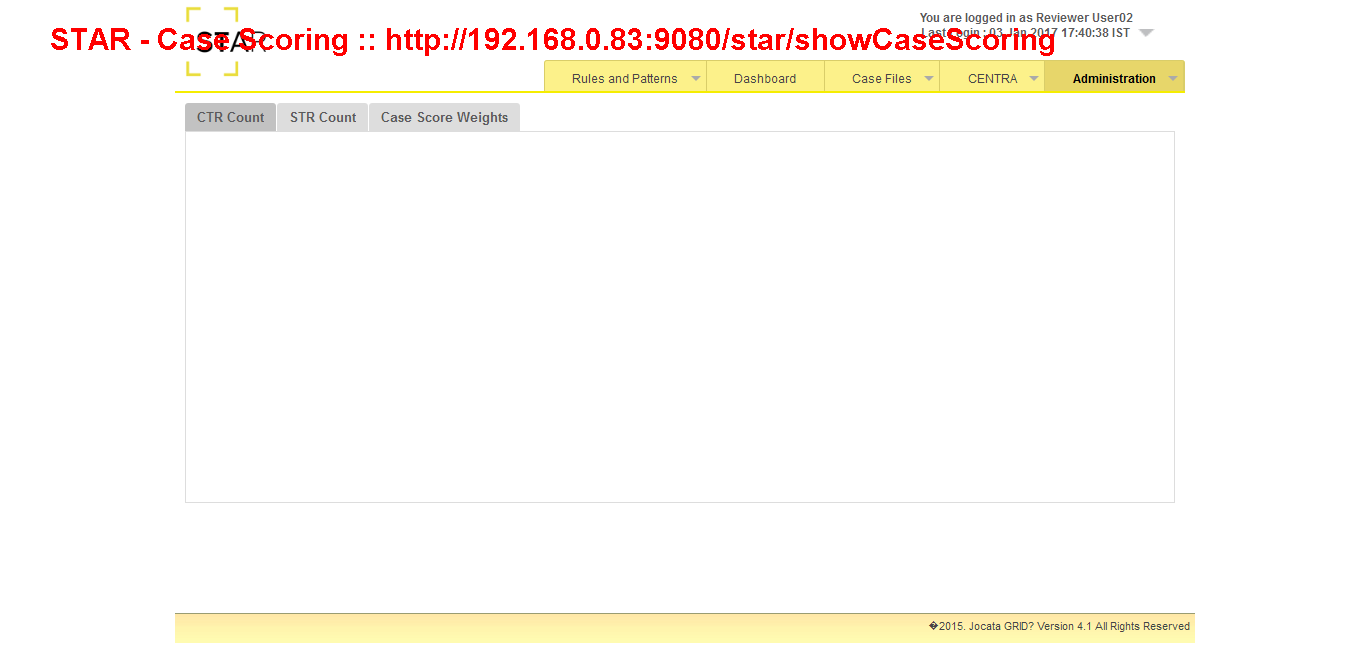 You are logged in as Reviewer User02
STAR - Case Scoring :: http://192.168.0.83:9080/star/showCaseScoring
STAR
Last Login : 03 Jan 2017 17:40:38 IST
Rules and Patterns Dashboard Case Files CENTRA Administration
CTR Count STR Count Case Score Weights
�2015. Jocata GRID? Version 4.1 All Rights Reserved